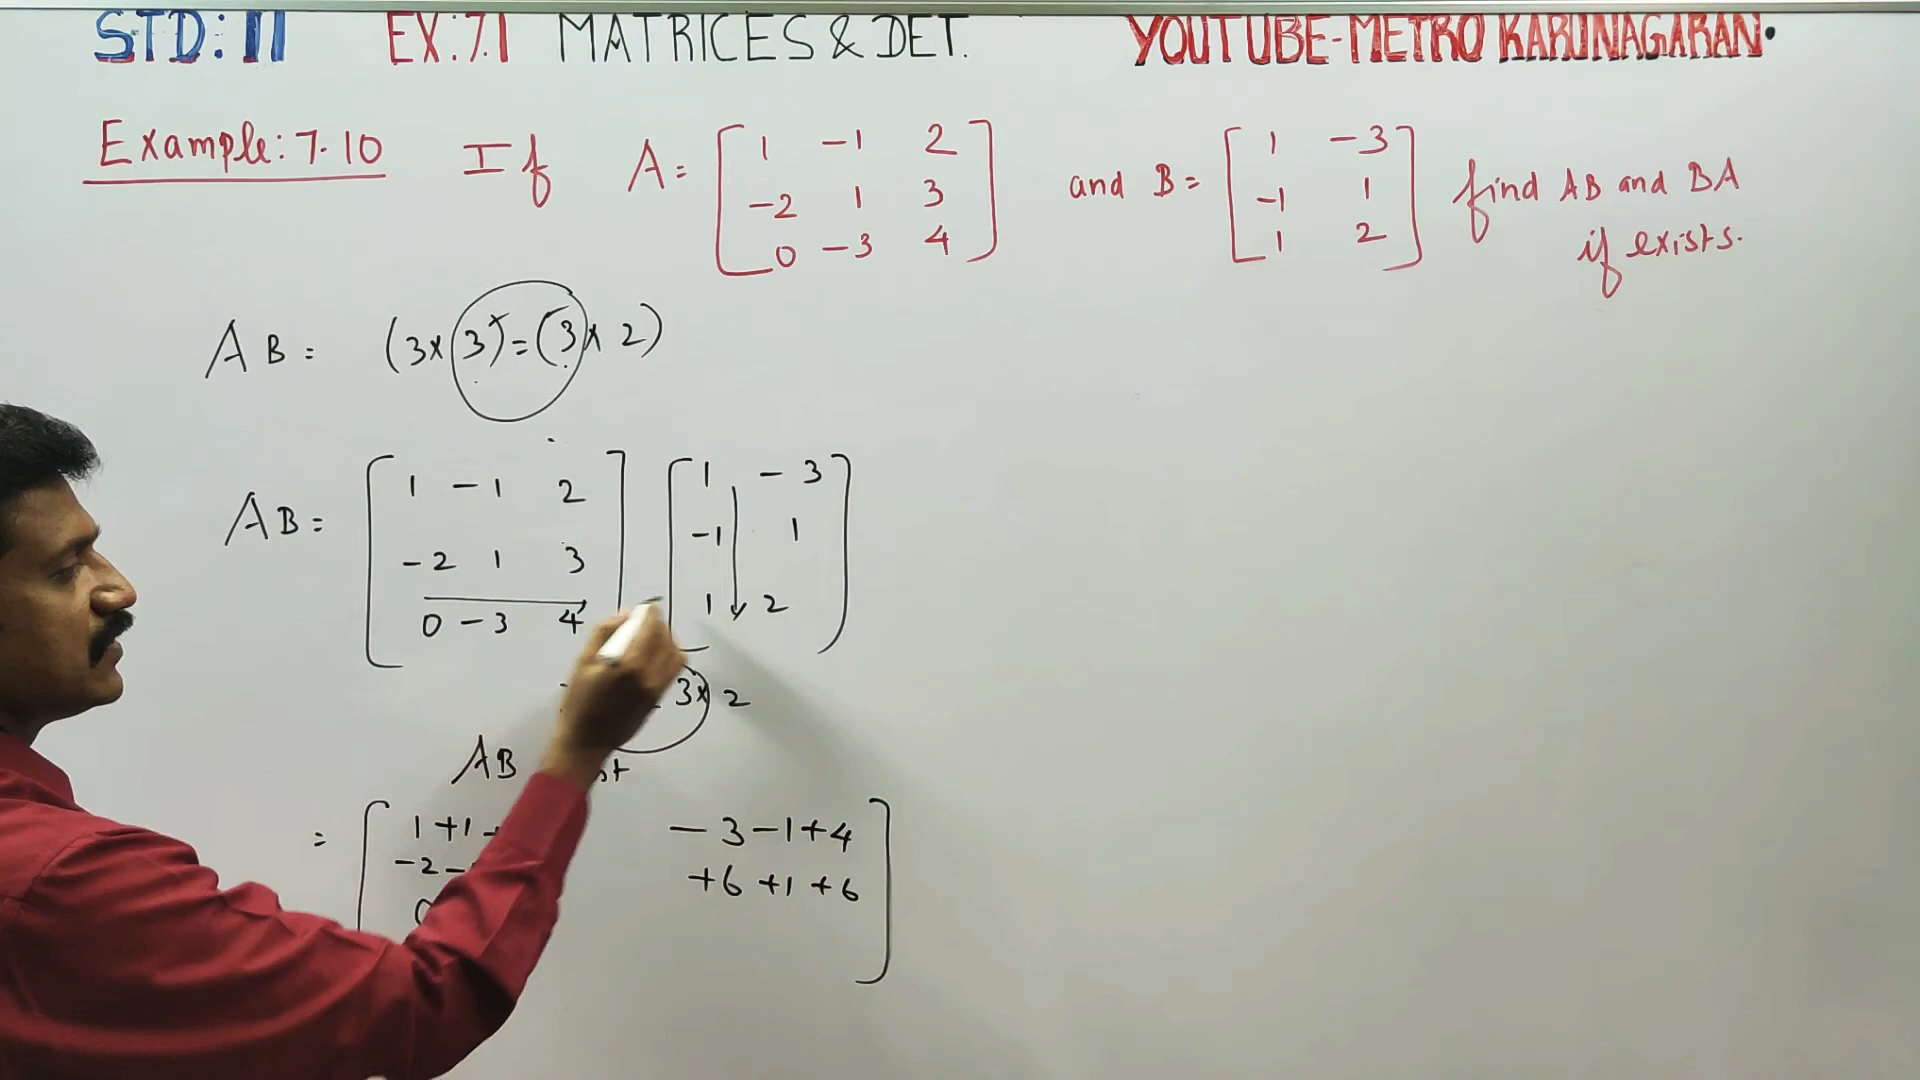 STD: 11 EX: 7.1 MATRICES & DET. YOUTUBE-METRO KARUNAGARAN.
Example: 7.10 If A = [1 -1 2 and B = [1 -3 find AB and BA
-2 1 3 -1 1 if exists.
0 -3 4] 1 2]
AB = (3×3) = (3×2)
AB = [1 -1 2 [1 -3
-2 1 3 -1 1
0 -3 4] 1 2]
3× 2
AB
= [1+1 -3-1+4
-2- +6+1+6
0 ]